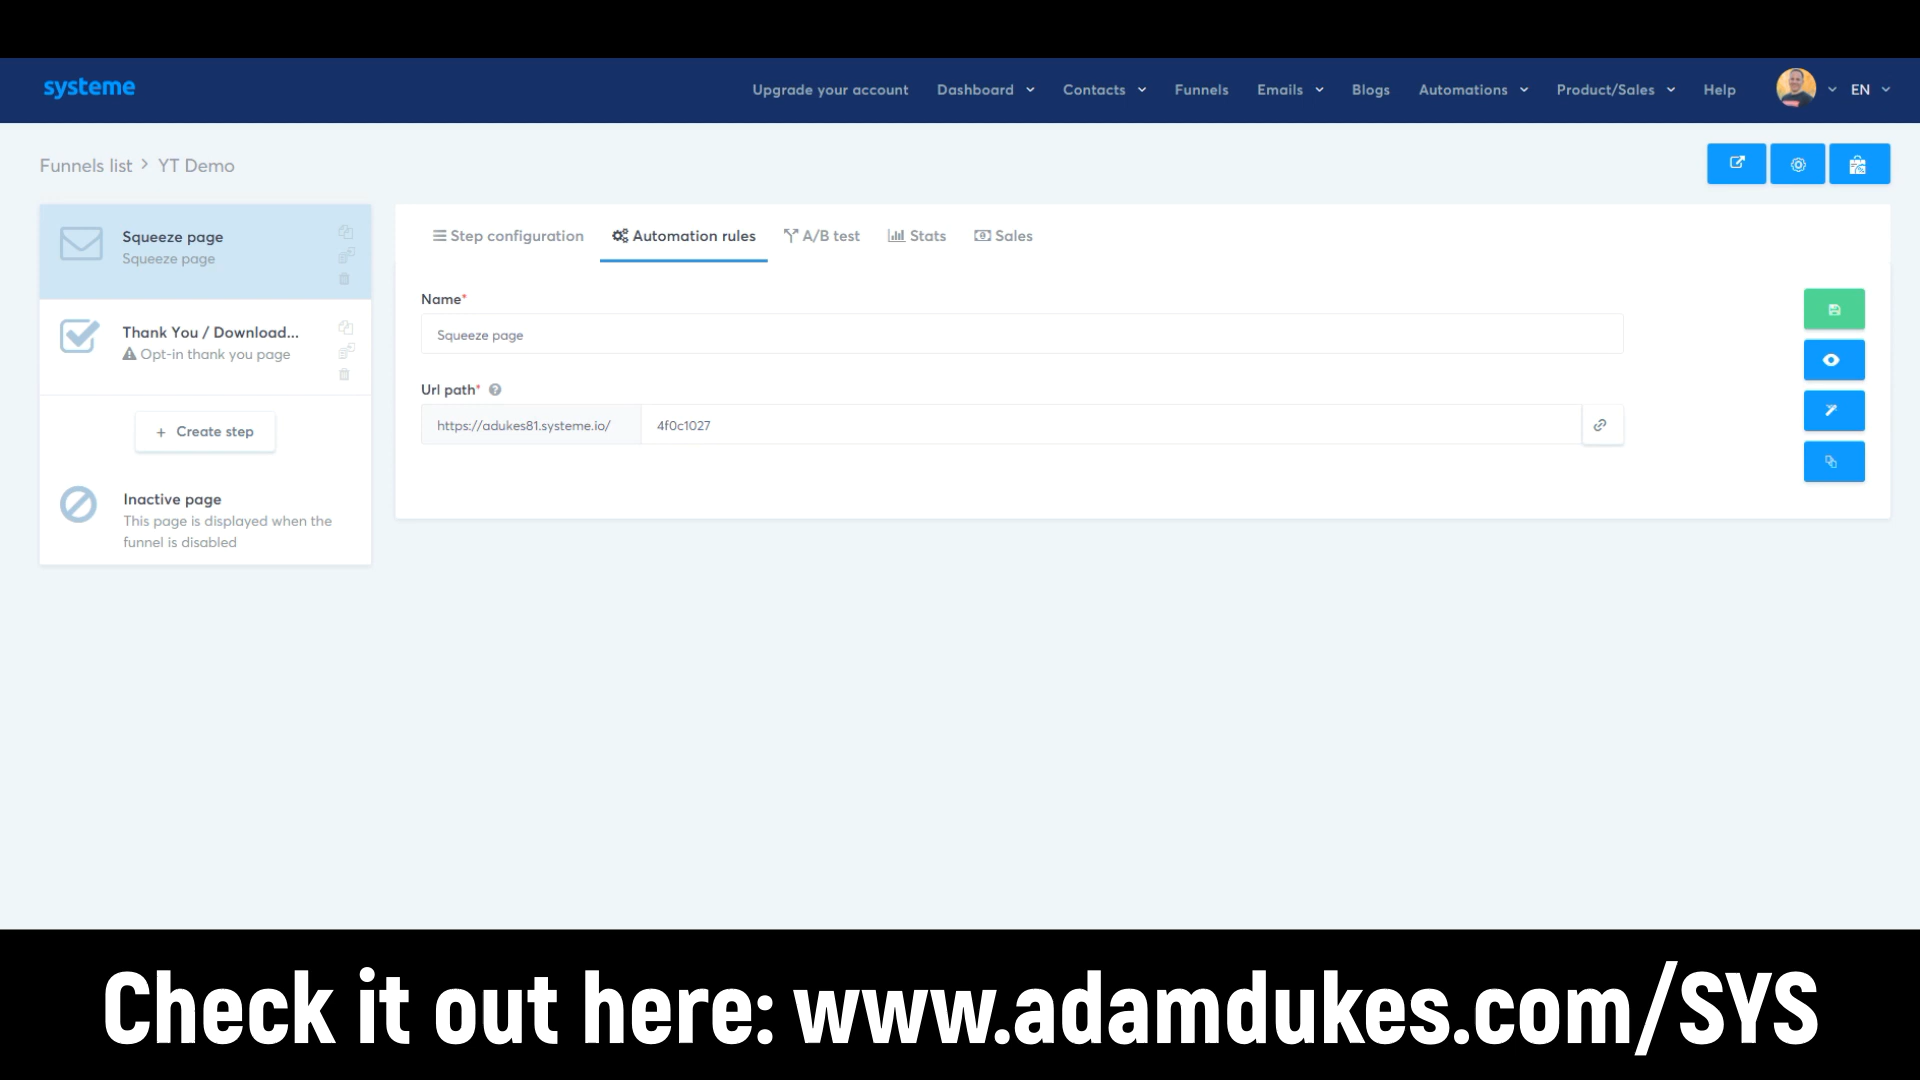 systeme
Upgrade your account Dashboard Contacts Funnels Emails Blogs Automations Product/Sales Help EN
Funnels list > YT Demo
Squeeze page
Squeeze page
Thank You / Download...
Opt-in thank you page
+ Create step
Inactive page
This page is displayed when the
funnel is disabled
Step configuration Automation rules A/B test Stats Sales
Name*
Squeeze page
Url path* ?
https://adukes81.systeme.io/ 4f0c1027
Check it out here: www.adamdukes.com/SYS